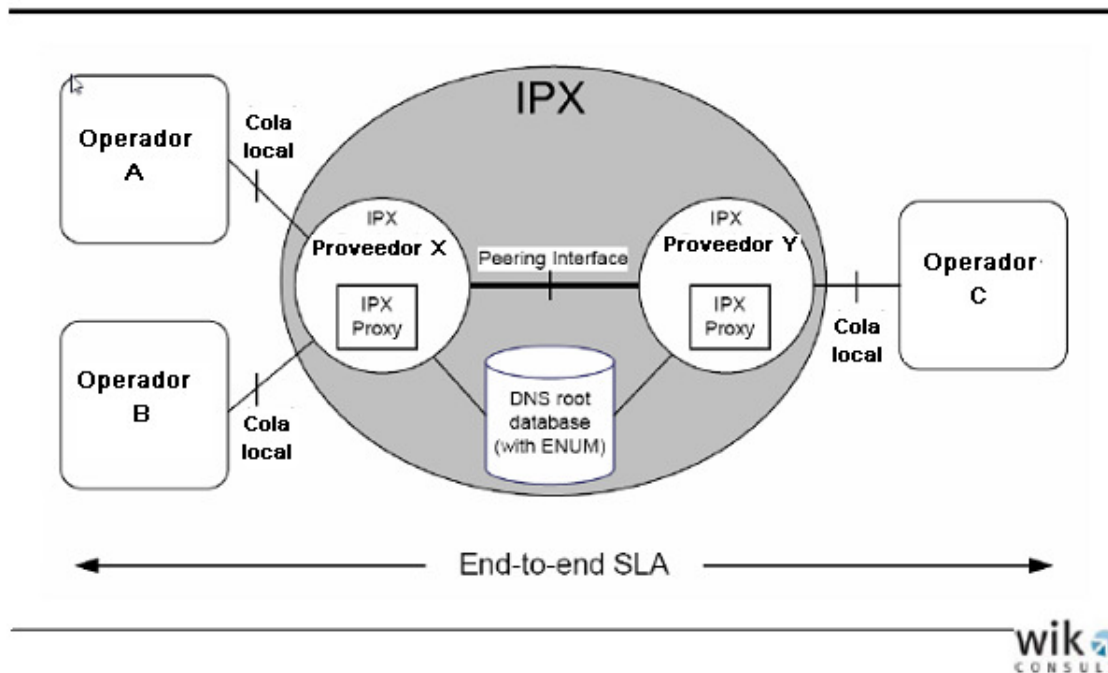 IPX
Operador
A
Cola
local
IPX
Proveedor X
IPX
Proxy
Peering Interface
IPX
Proveedor Y
IPX
Proxy
Operador
C
Cola
local
Operador
B
Cola
local
DNS root
database
(with ENUM)
End-to-end SLA
wik
CONSUL